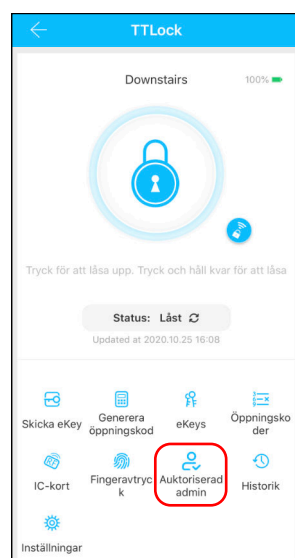 TTLock
Downstairs
100%
Tryck för att låsa upp. Tryck och håll kvar för att låsa
Status: Låst
Updated at 2020.10.25 16:08
Skicka eKey
Generera
öppningskod
eKeys
Öppningsko
der
IC-kort
Fingeravtryc
k
Auktoriserad
admin
Historik
Inställningar